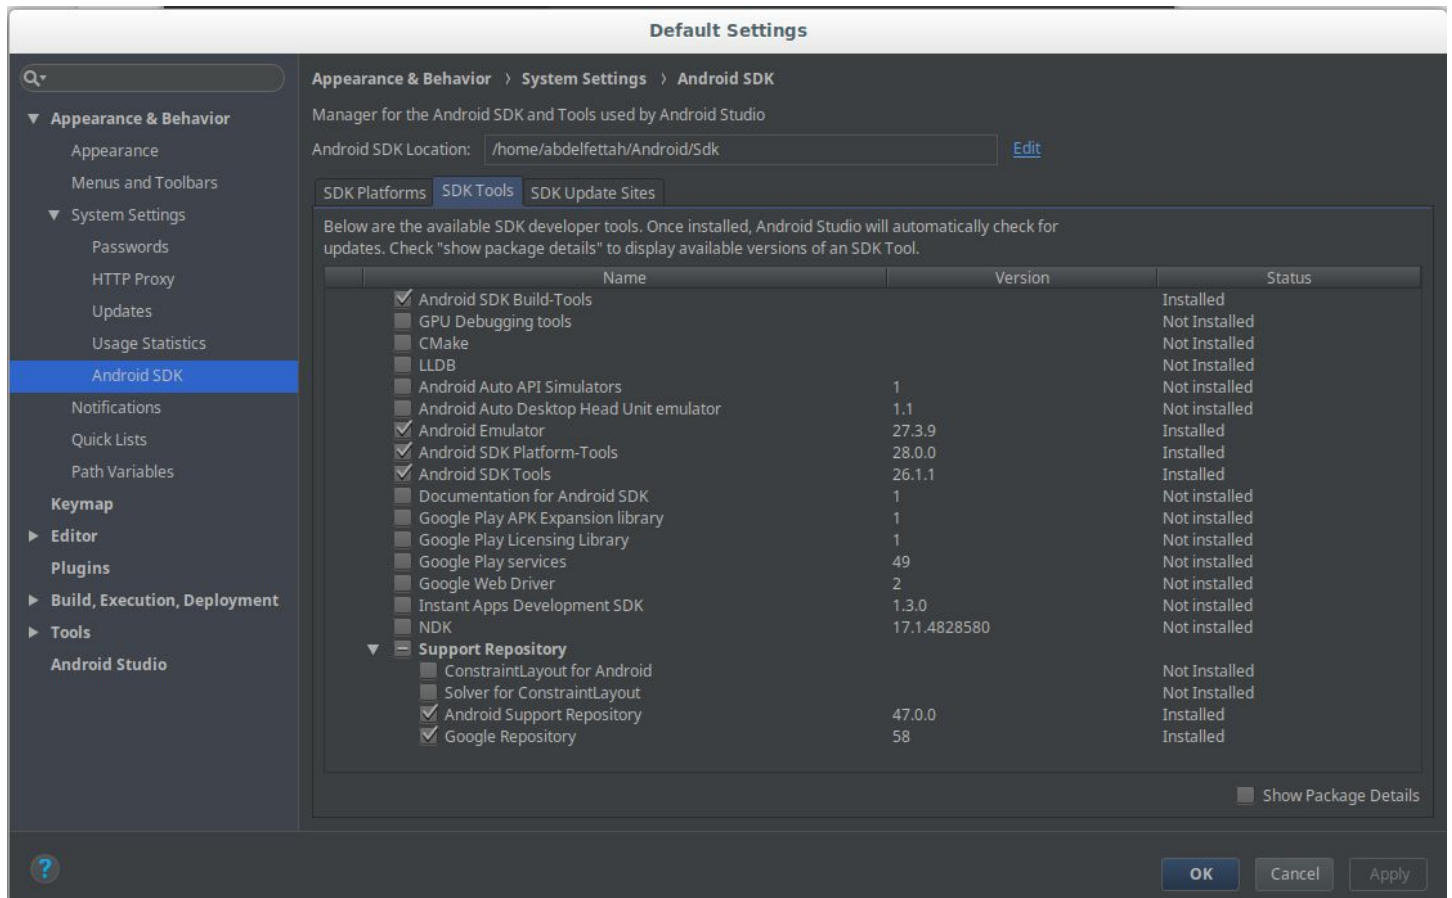 Default Settings
Appearance & Behavior
Appearance
Menus and Toolbars
System Settings
Passwords
HTTP Proxy
Updates
Usage Statistics
Android SDK
Notifications
Quick Lists
Path Variables
Keymap
Editor
Plugins
Build, Execution, Deployment
Tools
Android Studio
Appearance & Behavior > System Settings > Android SDK
Manager for the Android SDK and Tools used by Android Studio
Android SDK Location: /home/abdelfettah/Android/Sdk Edit
SDK Platforms SDK Tools SDK Update Sites
Below are the available SDK developer tools. Once installed, Android Studio will automatically check for
updates. Check "show package details" to display available versions of an SDK Tool.
Name Version Status
Android SDK Build-Tools Installed
GPU Debugging tools Not Installed
CMake Not Installed
LLDB Not Installed
Android Auto API Simulators 1 Not installed
Android Auto Desktop Head Unit emulator 1.1 Not installed
Android Emulator 27.3.9 Installed
Android SDK Platform-Tools 28.0.0 Installed
Android SDK Tools 26.1.1 Installed
Documentation for Android SDK 1 Not installed
Google Play APK Expansion library 1 Not installed
Google Play Licensing Library 1 Not installed
Google Play services 49 Not installed
Google Web Driver 2 Not installed
Instant Apps Development SDK 1.3.0 Not installed
NDK 17.1.4828580 Not installed
Support Repository
ConstraintLayout for Android Not Installed
Solver for ConstraintLayout Not Installed
Android Support Repository 47.0.0 Installed
Google Repository 58 Installed
Show Package Details
? OK Cancel Apply